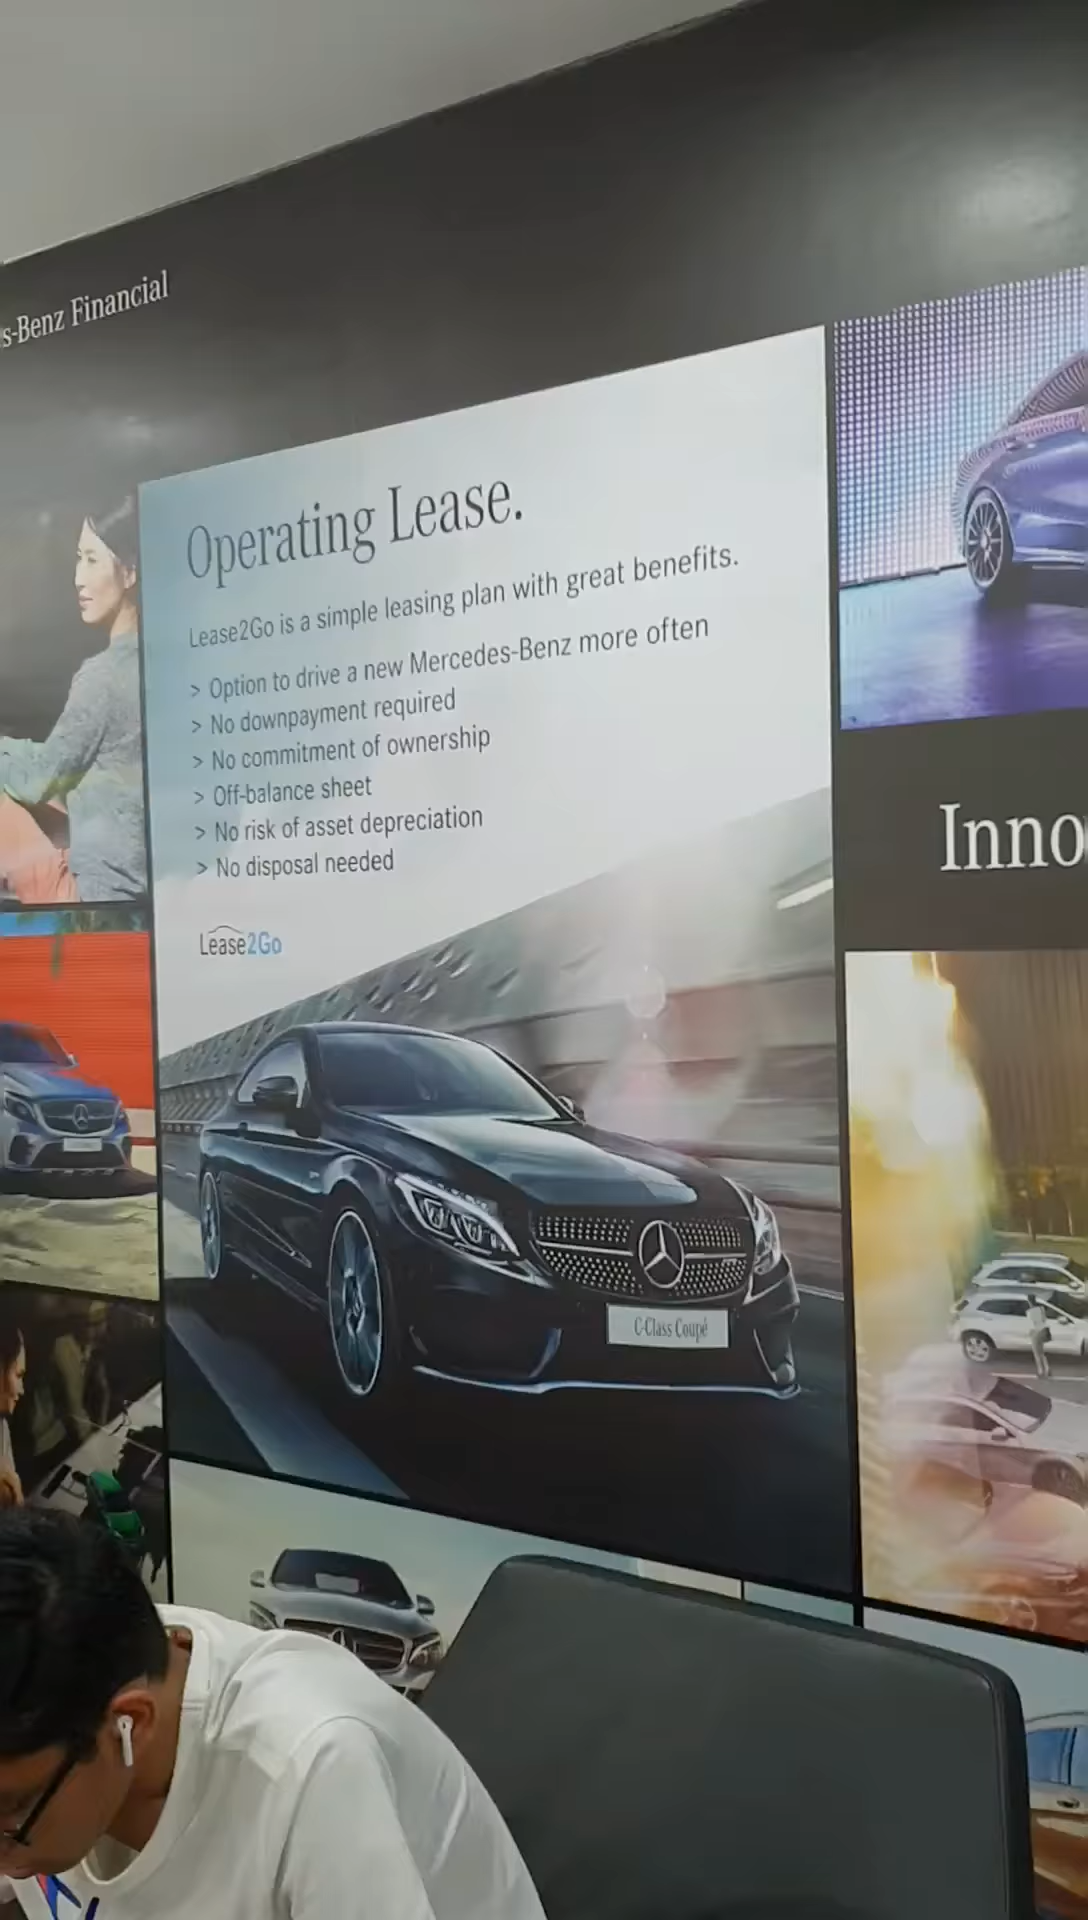 s-Benz Financial
Operating Lease.
Lease2Go is a simple leasing plan with great benefits.
> Option to drive a new Mercedes-Benz more often
> No downpayment required
> No commitment of ownership
> Off-balance sheet
> No risk of asset depreciation
> No disposal needed
Lease2Go
Inno
C-Class Coupé